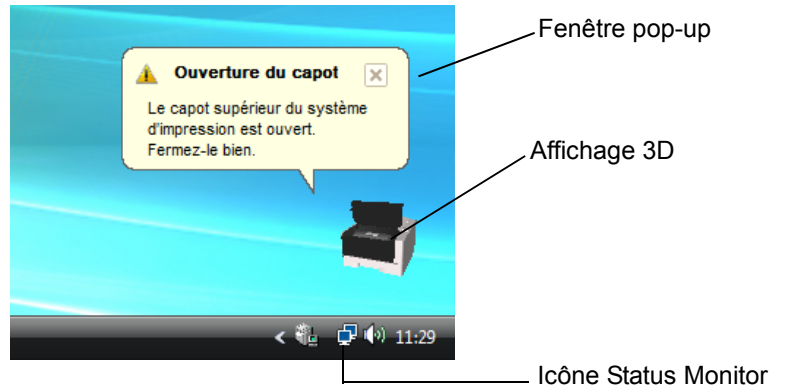 Fenêtre pop-up
Ouverture du capot
Le capot supérieur du système
d'impression est ouvert.
Fermez-le bien.
Affichage 3D
11:29
Icône Status Monitor